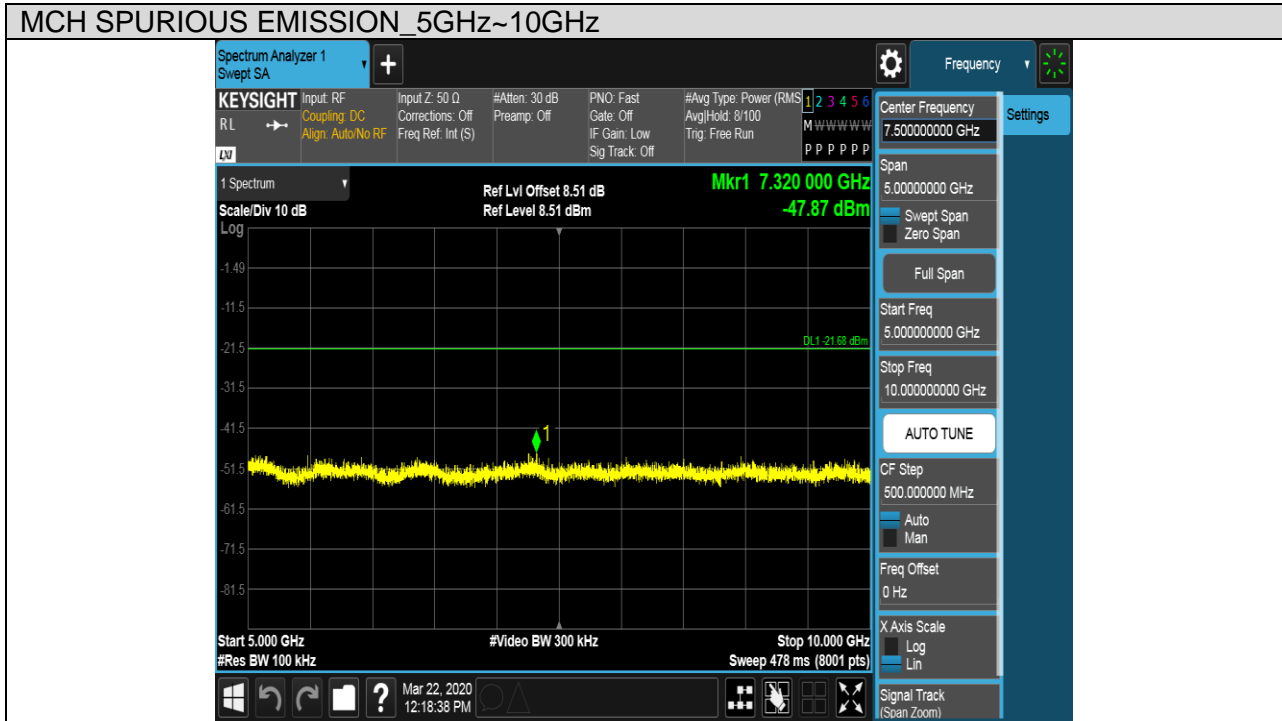 MCH SPURIOUS EMISSION_5GHz~10GHz
Spectrum Analyzer 1
Swept SA
Frequency
KEYSIGHT
RL
LXI
Input: RF
Coupling: DC
Align: Auto/No RF
Input Z: 50 Ω
Corrections: Off
Freq Ref: Int (S)
#Atten: 30 dB
Preamp: Off
PNO: Fast
Gate: Off
IF Gain: Low
Sig Track: Off
#Avg Type: Power (RMS
Avg|Hold: 8/100
Trig: Free Run
1 2 3 4 5 6
M W W W W W
P P P P P P
1 Spectrum
Scale/Div 10 dB
Log
Ref Lvl Offset 8.51 dB
Ref Level 8.51 dBm
Mkr1 7.320 000 GHz
-47.87 dBm
-1.49
-11.5
-21.5
-31.5
-41.5
-51.5
-61.5
-71.5
-81.5
DL1 -21.68 dBm
1
Start 5.000 GHz
#Res BW 100 kHz
#Video BW 300 kHz
Stop 10.000 GHz
Sweep 478 ms (8001 pts)
Mar 22, 2020
12:18:38 PM
?
Center Frequency
7.500000000 GHz
Settings
Span
5.00000000 GHz
Swept Span
Zero Span
Full Span
Start Freq
5.000000000 GHz
Stop Freq
10.000000000 GHz
AUTO TUNE
CF Step
500.000000 MHz
Auto
Man
Freq Offset
0 Hz
X Axis Scale
Log
Lin
Signal Track
(Span Zoom)